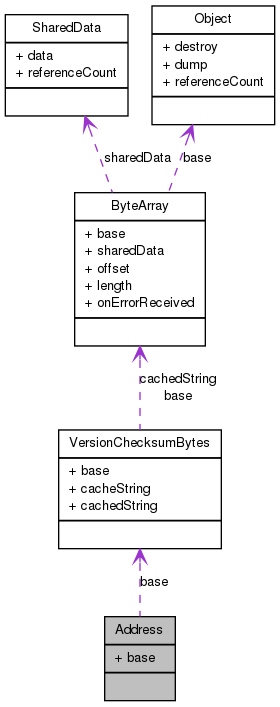 SharedData
+ data
+ referenceCount
Object
+ destroy
+ dump
+ referenceCount
sharedData
base
ByteArray
+ base
+ sharedData
+ offset
+ length
+ onErrorReceived
cachedString
base
VersionChecksumBytes
+ base
+ cacheString
+ cachedString
base
Address
+ base